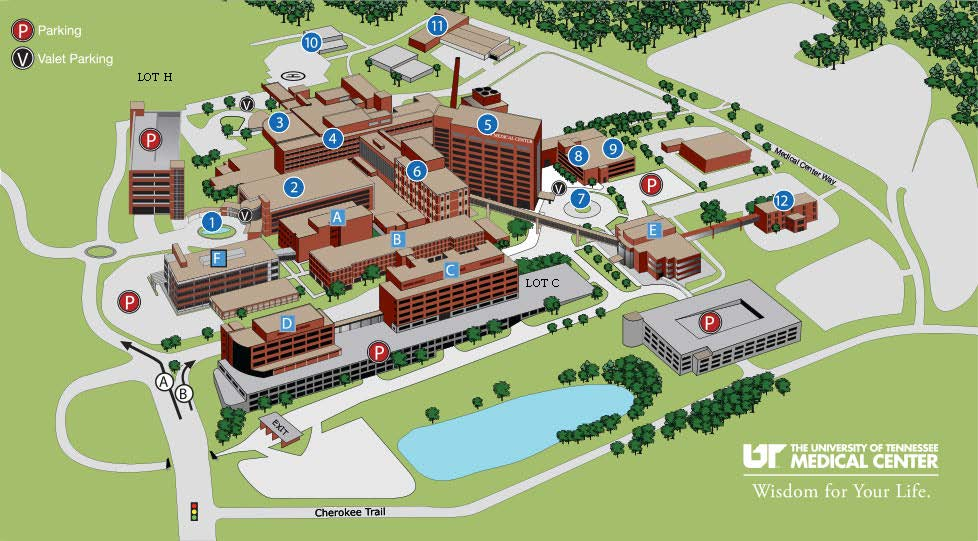 P Parking
V Valet Parking
LOT H
P
V
10
11
3
4
5
MEDICAL CENTER
8
9
Medical Center Way
6
2
P
V
7
12
1
V
A
B
E
F
C
LOT C
P
D
P
P
A
B
EXIT
UT THE UNIVERSITY OF TENNESSEE
MEDICAL CENTER
Wisdom for Your Life.
Cherokee Trail